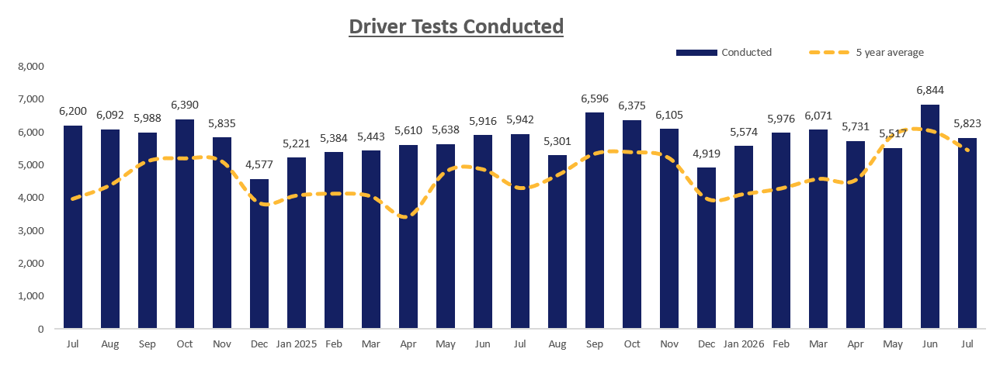 Driver Tests Conducted
Conducted 5 year average
8,000
7,000
6,000
5,000
4,000
3,000
2,000
1,000
0
6,200 6,092 5,988 6,390 5,835 4,577 5,221 5,384 5,443 5,610 5,638 5,916 5,942 5,301 6,596 6,375 6,105 4,919 5,574 5,976 6,071 5,731 5,517 6,844 5,823
Jul Aug Sep Oct Nov Dec Jan 2025 Feb Mar Apr May Jun Jul Aug Sep Oct Nov Dec Jan 2026 Feb Mar Apr May Jun Jul